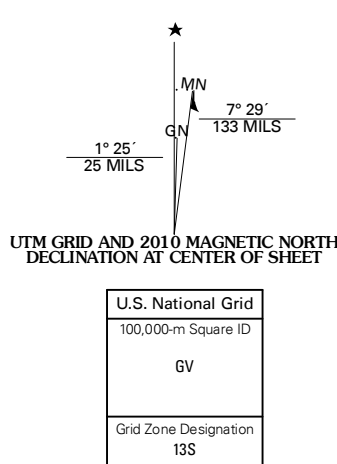 ★
MN
7° 29´
133 MILS
GN
1° 25´
25 MILS
UTM GRID AND 2010 MAGNETIC NORTH
DECLINATION AT CENTER OF SHEET
U.S. National Grid
100,000-m Square ID
GV
Grid Zone Designation
13S